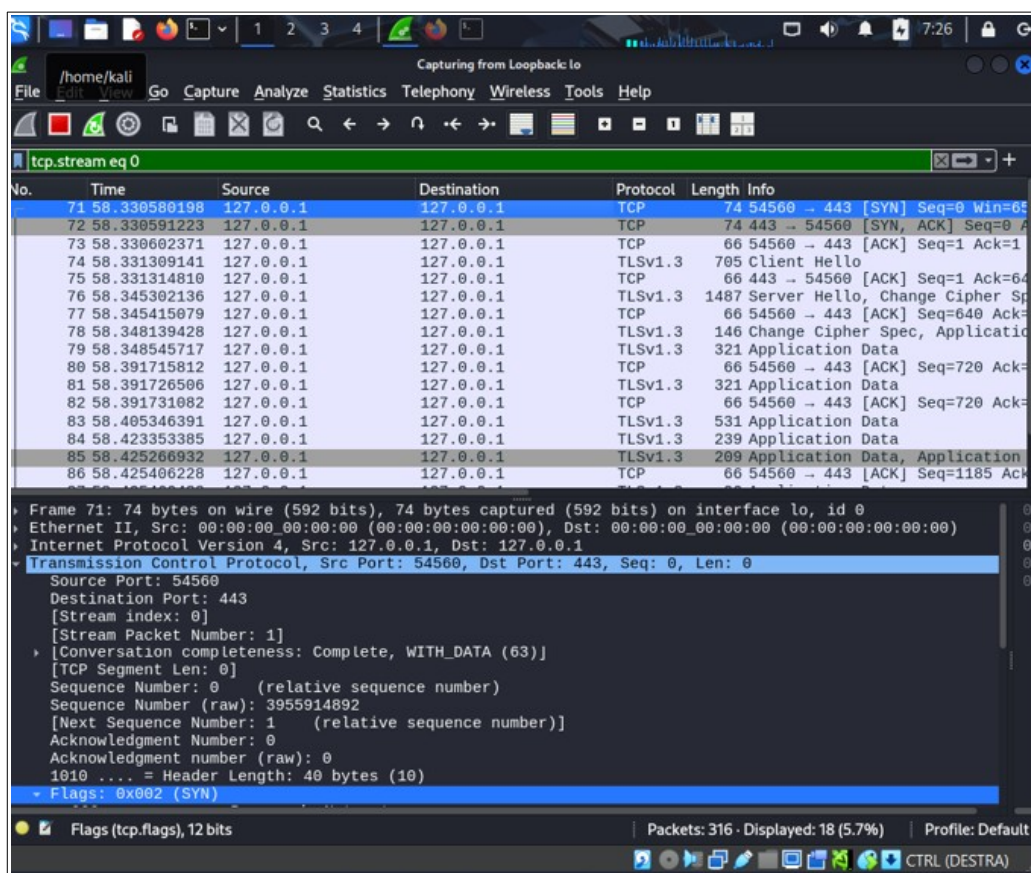 1 2 3 4 7:26
Capturing from Loopback: lo
/home/kali
File Edit View Go Capture Analyze Statistics Telephony Wireless Tools Help
tcp.stream eq 0
No. Time Source Destination Protocol Length Info
71 58.330580198 127.0.0.1 127.0.0.1 TCP 74 54560 → 443 [SYN] Seq=0 Win=65
72 58.330591223 127.0.0.1 127.0.0.1 TCP 74 443 → 54560 [SYN, ACK] Seq=0 A
73 58.330602371 127.0.0.1 127.0.0.1 TCP 66 54560 → 443 [ACK] Seq=1 Ack=1
74 58.331309141 127.0.0.1 127.0.0.1 TLSv1.3 705 Client Hello
75 58.331314810 127.0.0.1 127.0.0.1 TCP 66 443 → 54560 [ACK] Seq=1 Ack=64
76 58.345302136 127.0.0.1 127.0.0.1 TLSv1.3 1487 Server Hello, Change Cipher Sp
77 58.345415079 127.0.0.1 127.0.0.1 TCP 66 54560 → 443 [ACK] Seq=640 Ack=
78 58.348139428 127.0.0.1 127.0.0.1 TLSv1.3 146 Change Cipher Spec, Applicatic
79 58.348545717 127.0.0.1 127.0.0.1 TLSv1.3 321 Application Data
80 58.391715812 127.0.0.1 127.0.0.1 TCP 66 54560 → 443 [ACK] Seq=720 Ack=
81 58.391726506 127.0.0.1 127.0.0.1 TLSv1.3 321 Application Data
82 58.391731082 127.0.0.1 127.0.0.1 TCP 66 54560 → 443 [ACK] Seq=720 Ack=
83 58.405346391 127.0.0.1 127.0.0.1 TLSv1.3 531 Application Data
84 58.423353385 127.0.0.1 127.0.0.1 TLSv1.3 239 Application Data
85 58.425266932 127.0.0.1 127.0.0.1 TLSv1.3 209 Application Data, Application
86 58.425406228 127.0.0.1 127.0.0.1 TCP 66 54560 → 443 [ACK] Seq=1185 Ack
Frame 71: 74 bytes on wire (592 bits), 74 bytes captured (592 bits) on interface lo, id 0
Ethernet II, Src: 00:00:00_00:00:00 (00:00:00:00:00:00), Dst: 00:00:00_00:00:00 (00:00:00:00:00:00)
Internet Protocol Version 4, Src: 127.0.0.1, Dst: 127.0.0.1
Transmission Control Protocol, Src Port: 54560, Dst Port: 443, Seq: 0, Len: 0
Source Port: 54560
Destination Port: 443
[Stream index: 0]
[Stream Packet Number: 1]
[Conversation completeness: Complete, WITH_DATA (63)]
[TCP Segment Len: 0]
Sequence Number: 0 (relative sequence number)
Sequence Number (raw): 3955914892
[Next Sequence Number: 1 (relative sequence number)]
Acknowledgment Number: 0
Acknowledgment number (raw): 0
1010 .... = Header Length: 40 bytes (10)
Flags: 0x002 (SYN)
Flags (tcp.flags), 12 bits Packets: 316 · Displayed: 18 (5.7%) Profile: Default
CTRL (DESTRA)